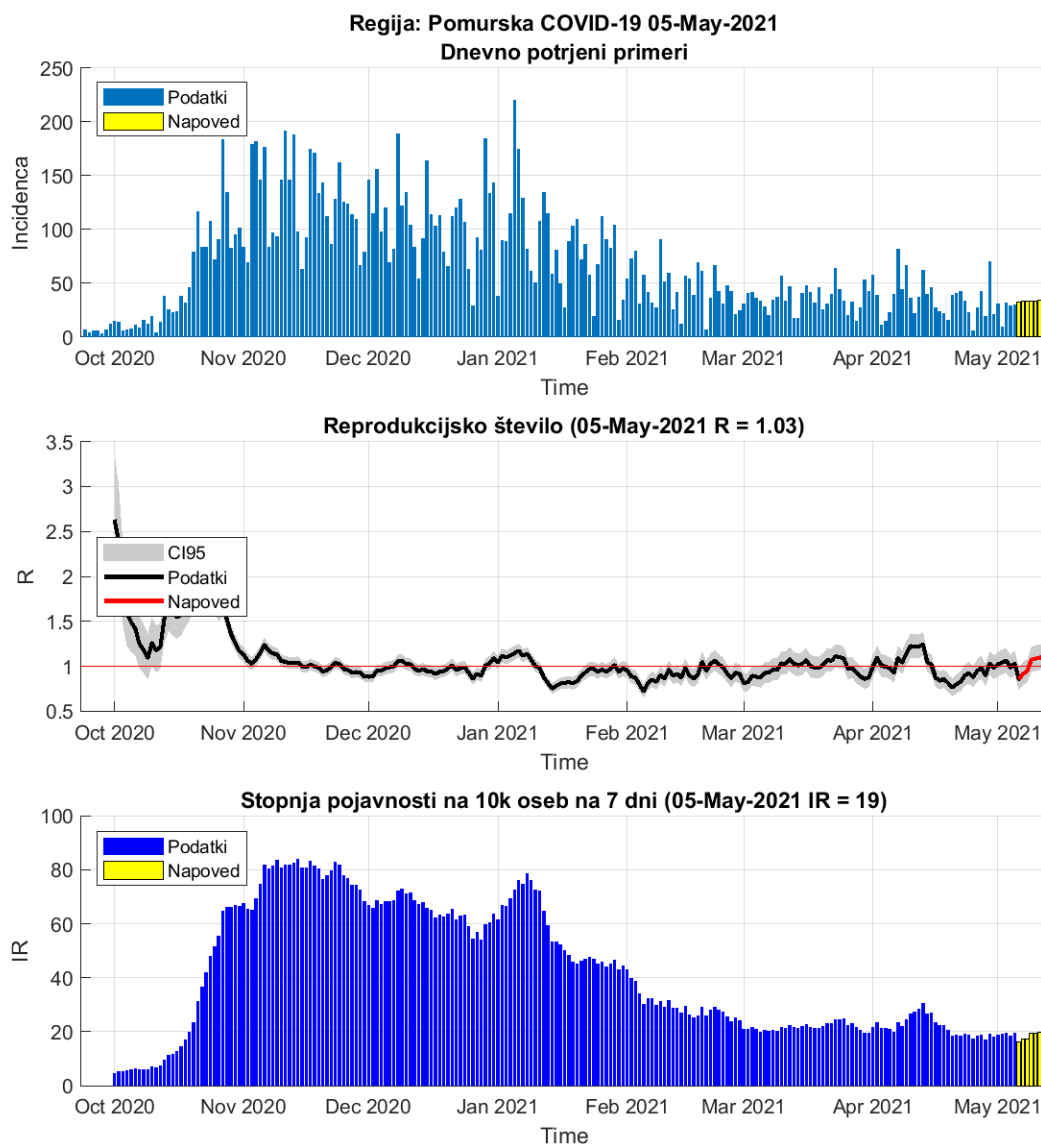 Regija: Pomurska COVID-19 05-May-2021
Dnevno potrjeni primeri
250
200
150
100
50
0
Incidenca
Podatki
Napoved
Oct 2020 Nov 2020 Dec 2020 Jan 2021 Feb 2021 Mar 2021 Apr 2021 May 2021
Time
Reprodukcijsko število (05-May-2021 R = 1.03)
3.5
3
2.5
2
1.5
1
0.5
R
CI95
Podatki
Napoved
Oct 2020 Nov 2020 Dec 2020 Jan 2021 Feb 2021 Mar 2021 Apr 2021 May 2021
Time
Stopnja pojavnosti na 10k oseb na 7 dni (05-May-2021 IR = 19)
100
80
60
40
20
0
IR
Podatki
Napoved
Oct 2020 Nov 2020 Dec 2020 Jan 2021 Feb 2021 Mar 2021 Apr 2021 May 2021
Time